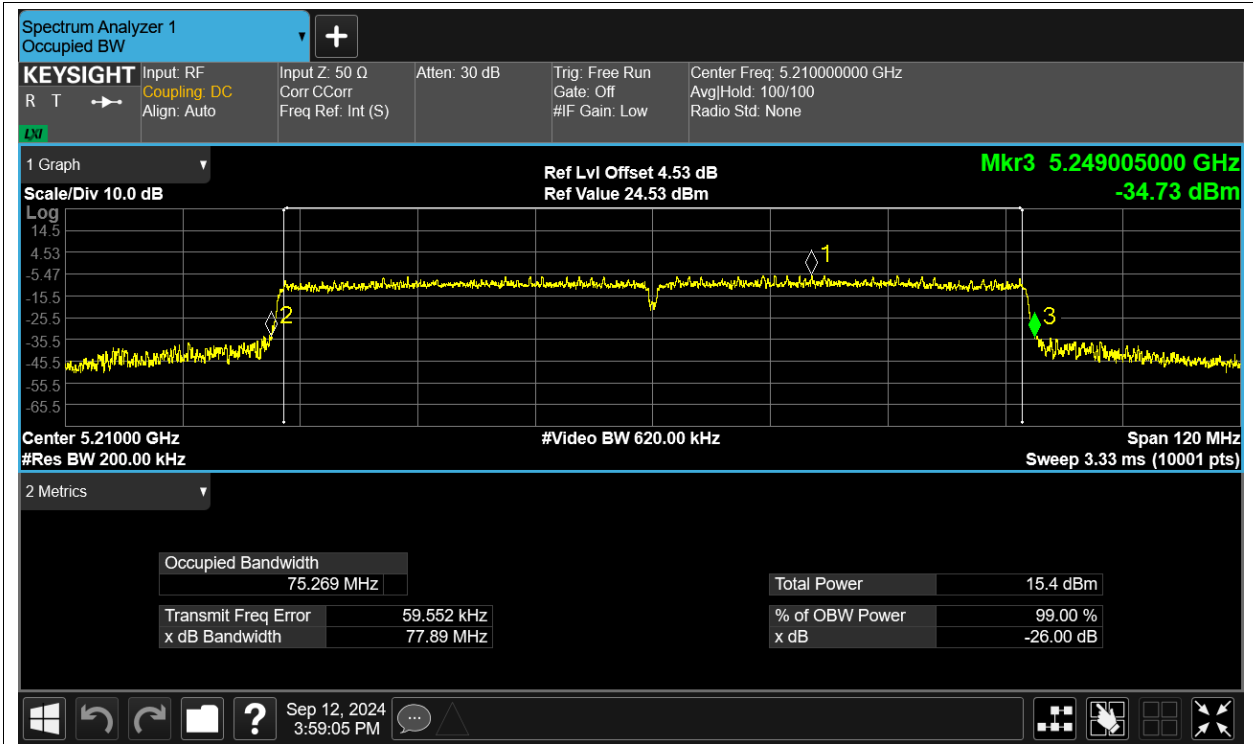 Spectrum Analyzer 1
Occupied BW
KEYSIGHT
R T
LXI
Input: RF
Coupling: DC
Align: Auto
Input Z: 50 Ω
Corr CCorr
Freq Ref: Int (S)
Atten: 30 dB
Trig: Free Run
Gate: Off
#IF Gain: Low
Center Freq: 5.210000000 GHz
Avg|Hold: 100/100
Radio Std: None
1 Graph
Scale/Div 10.0 dB
Ref Lvl Offset 4.53 dB
Ref Value 24.53 dBm
Mkr3 5.249005000 GHz
-34.73 dBm
Log
14.5
4.53
-5.47
-15.5
-25.5
-35.5
-45.5
-55.5
-65.5
1
2
3
Center 5.21000 GHz
#Video BW 620.00 kHz
Span 120 MHz
#Res BW 200.00 kHz
Sweep 3.33 ms (10001 pts)
2 Metrics
Occupied Bandwidth
75.269 MHz
Transmit Freq Error 59.552 kHz
x dB Bandwidth 77.89 MHz
Total Power 15.4 dBm
% of OBW Power 99.00 %
x dB -26.00 dB
?
Sep 12, 2024
3:59:05 PM